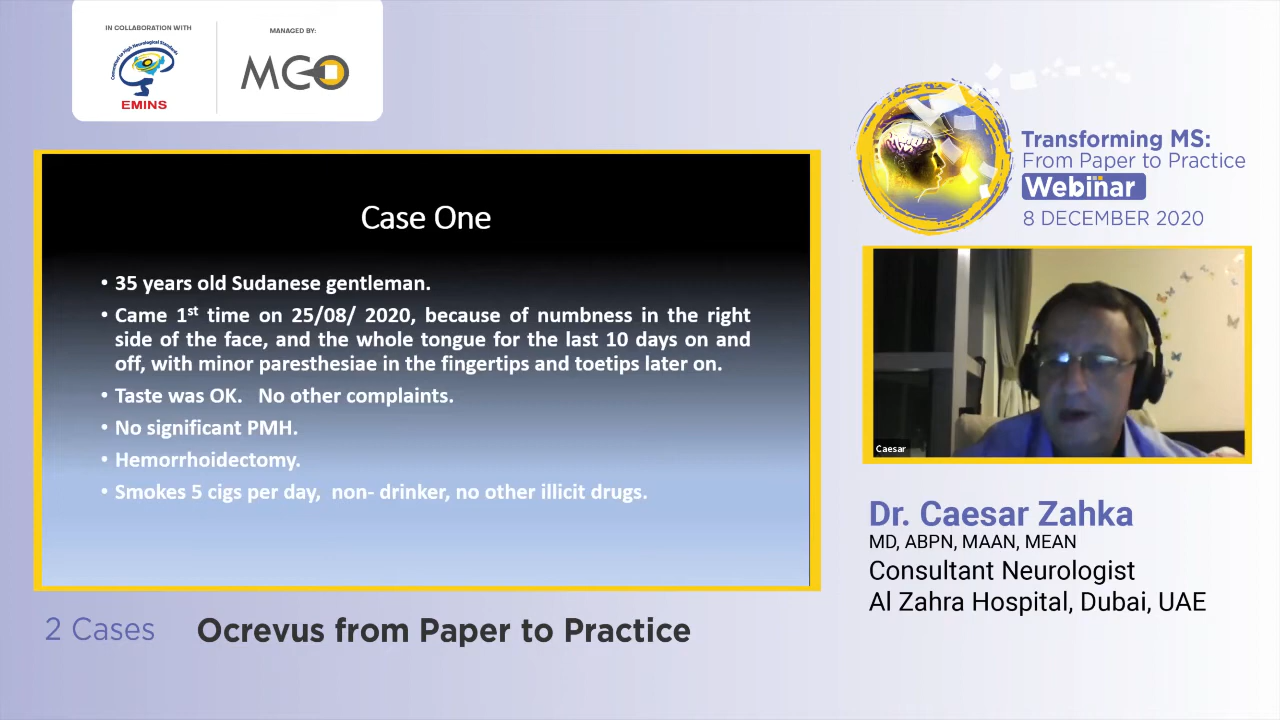 IN COLLABORATION WITH
Committed to High Neurological Standards
EMINS
MANAGED BY:
MCO
Transforming MS:
From Paper to Practice
Webinar
8 DECEMBER 2020
Case One
• 35 years old Sudanese gentleman.
• Came 1st time on 25/08/ 2020, because of numbness in the right
side of the face, and the whole tongue for the last 10 days on and
off, with minor paresthesiae in the fingertips and toetips later on.
• Taste was OK.   No other complaints.
• No significant PMH.
• Hemorrhoidectomy.
• Smokes 5 cigs per day,  non- drinker, no other illicit drugs.
Caesar
Dr. Caesar Zahka
MD, ABPN, MAAN, MEAN
Consultant Neurologist
Al Zahra Hospital, Dubai, UAE
2 Cases
Ocrevus from Paper to Practice